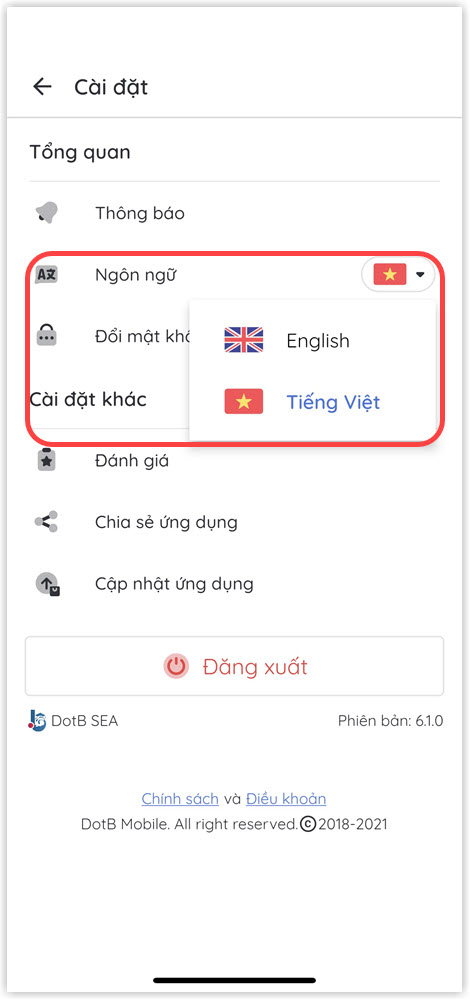 Cài đặt
Tổng quan
Thông báo
Ngôn ngữ
English
Đổi mật
Tiếng Việt
Cài đặt khác
Đánh giá
Chia sẻ ứng dụng
Cập nhật ứng dụng
Đăng xuất
DotB SEA Phiên bản: 6.1.0
Chính sách và Điều khoản
DotB Mobile. All right reserved.©2018-2021